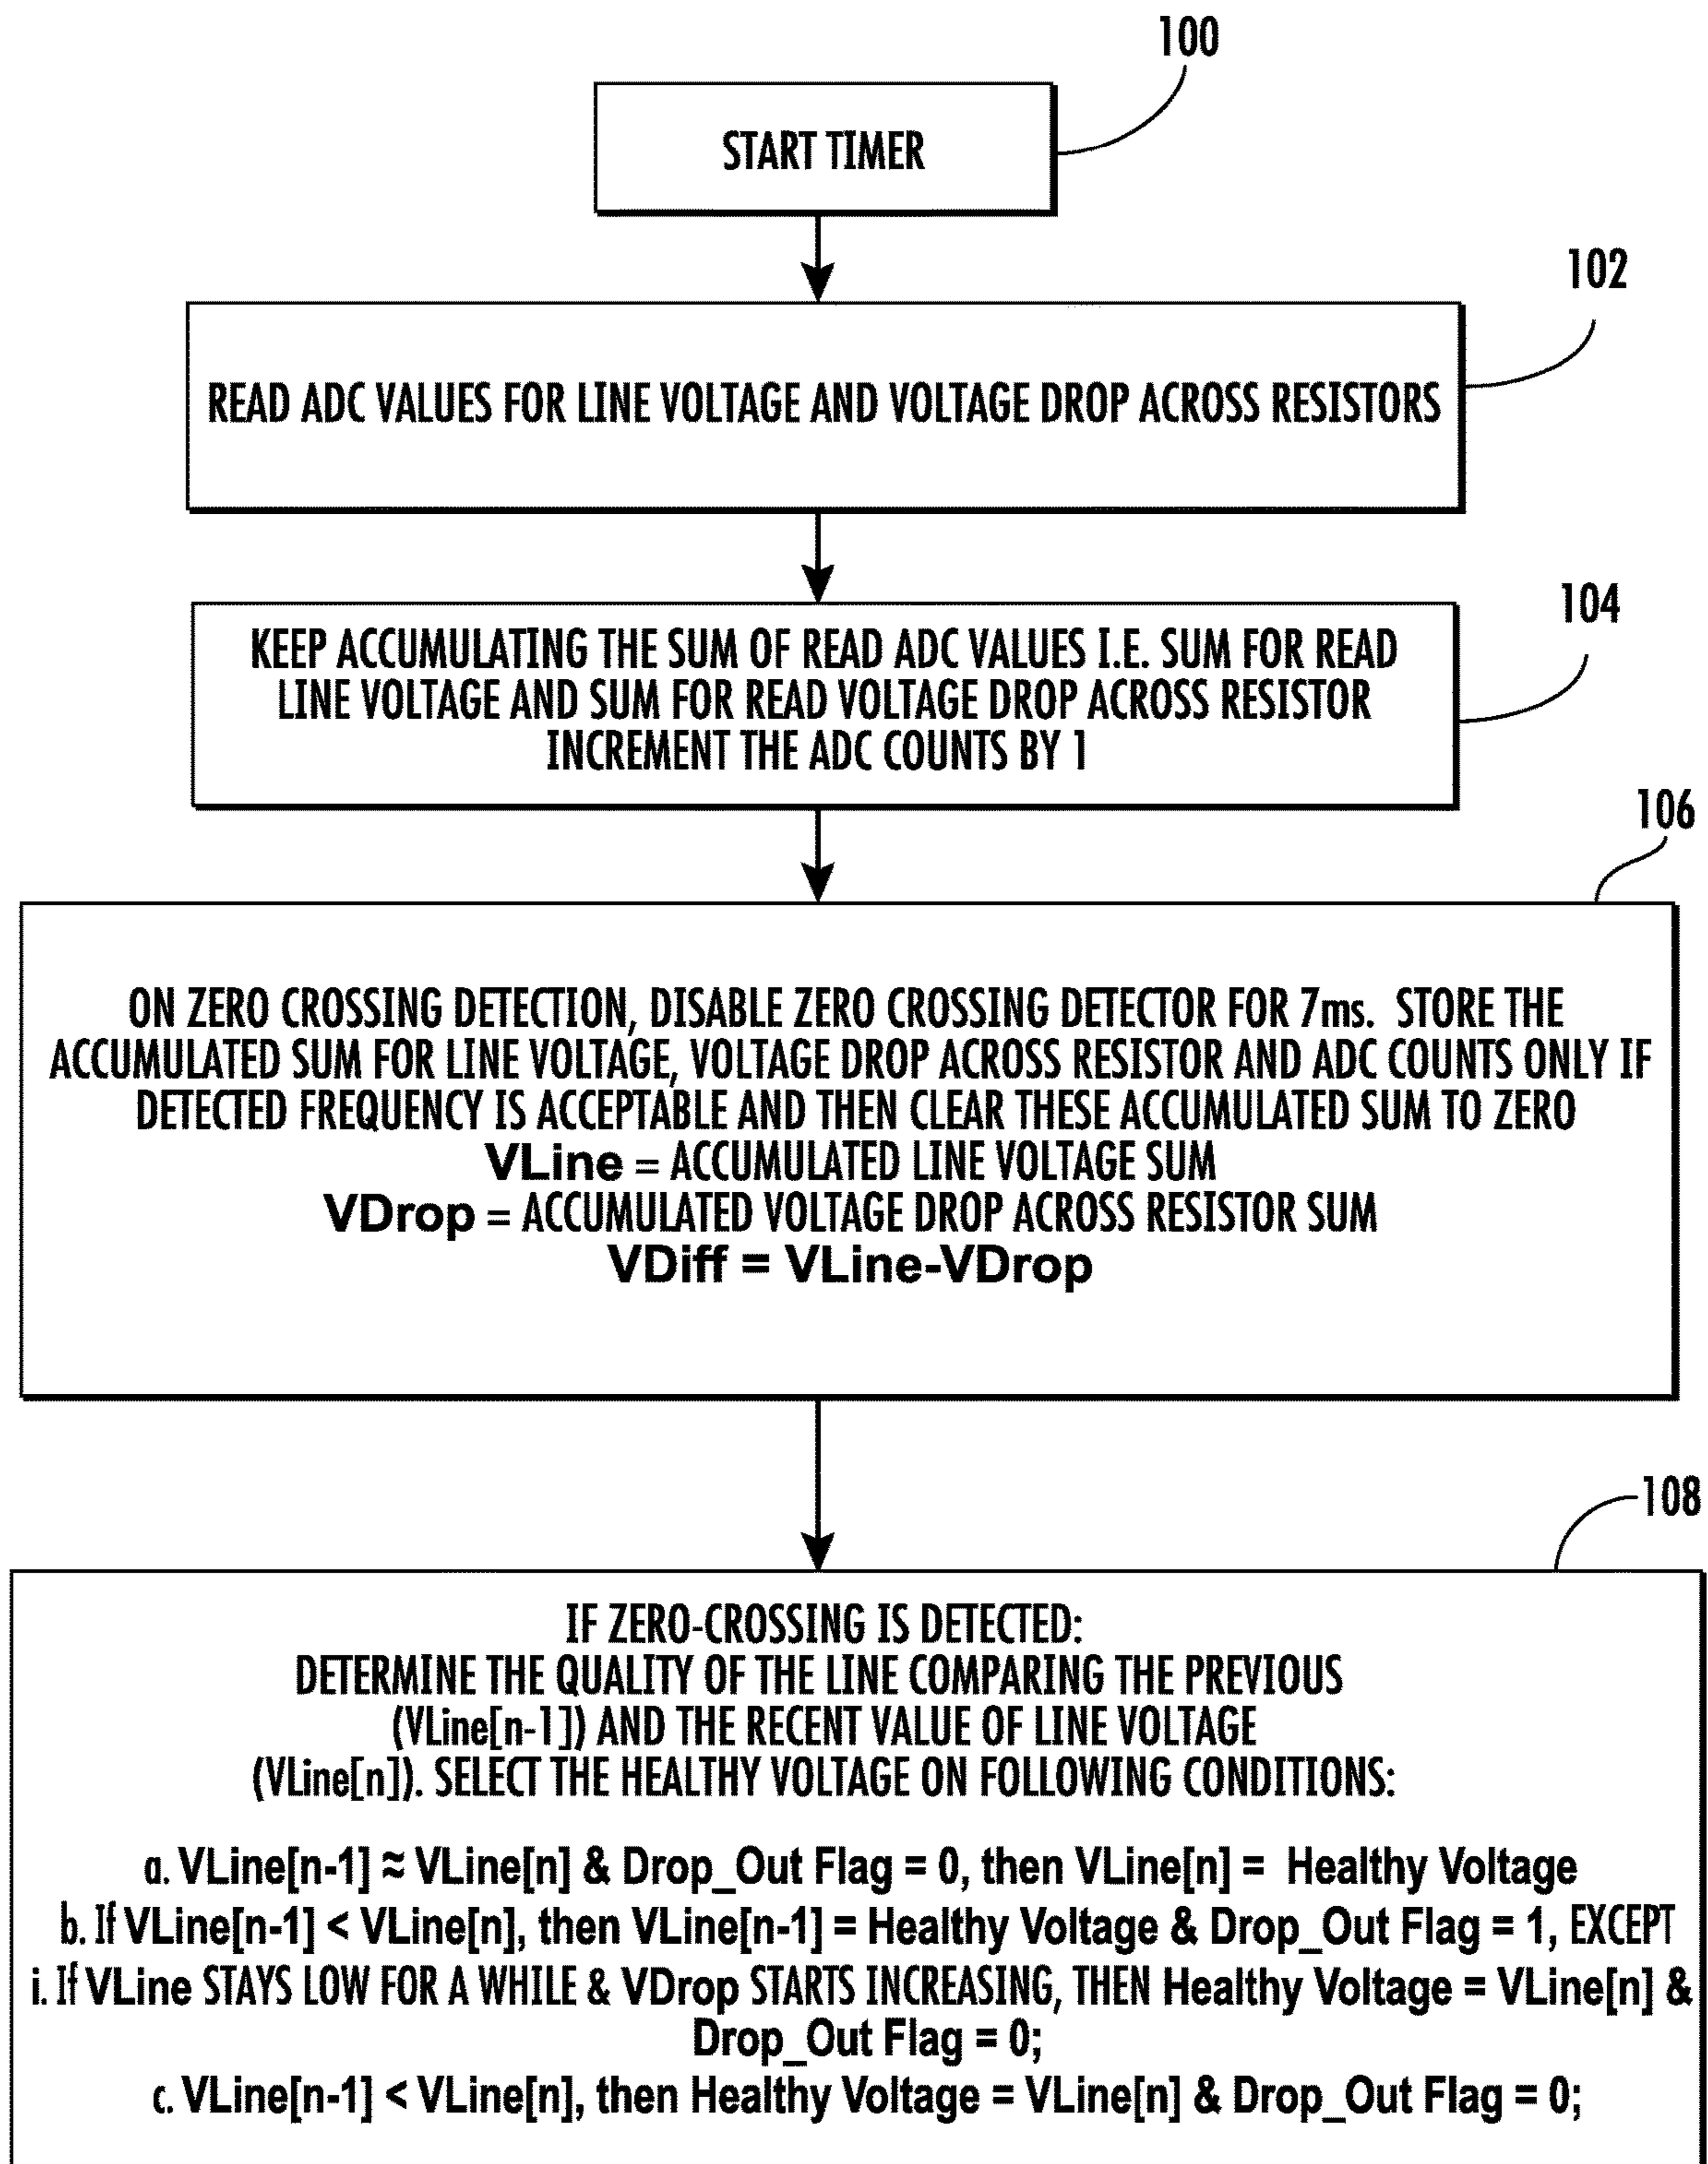 100
START TIMER
102
READ ADC VALUES FOR LINE VOLTAGE AND VOLTAGE DROP ACROSS RESISTORS
104
KEEP ACCUMULATING THE SUM OF READ ADC VALUES I.E. SUM FOR READ
LINE VOLTAGE AND SUM FOR READ VOLTAGE DROP ACROSS RESISTOR
INCREMENT THE ADC COUNTS BY 1
106
ON ZERO CROSSING DETECTION, DISABLE ZERO CROSSING DETECTOR FOR 7ms. STORE THE
ACCUMULATED SUM FOR LINE VOLTAGE, VOLTAGE DROP ACROSS RESISTOR AND ADC COUNTS ONLY IF
DETECTED FREQUENCY IS ACCEPTABLE AND THEN CLEAR THESE ACCUMULATED SUM TO ZERO
VLine = ACCUMULATED LINE VOLTAGE SUM
VDrop = ACCUMULATED VOLTAGE DROP ACROSS RESISTOR SUM
VDiff = VLine-VDrop
108
IF ZERO-CROSSING IS DETECTED:
DETERMINE THE QUALITY OF THE LINE COMPARING THE PREVIOUS
(VLine[n-1]) AND THE RECENT VALUE OF LINE VOLTAGE
(VLine[n]). SELECT THE HEALTHY VOLTAGE ON FOLLOWING CONDITIONS:
a. VLine[n-1] ≈ VLine[n] & Drop_Out Flag = 0, then VLine[n] = Healthy Voltage
b. If VLine[n-1] < VLine[n], then VLine[n-1] = Healthy Voltage & Drop_Out Flag = 1, EXCEPT
i. If VLine STAYS LOW FOR A WHILE & VDrop STARTS INCREASING, THEN Healthy Voltage = VLine[n] &
Drop_Out Flag = 0;
c. VLine[n-1] < VLine[n], then Healthy Voltage = VLine[n] & Drop_Out Flag = 0;